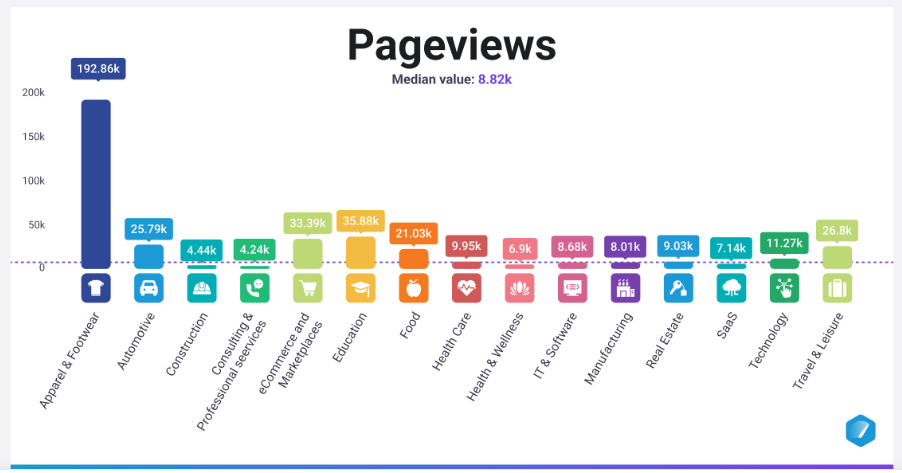 Pageviews
Median value: 8.82k
192.86k
200k
150k
100k
50k
0
25.79k
4.44k
4.24k
33.39k
35.88k
21.03k
9.95k
6.9k
8.68k
8.01k
9.03k
7.14k
11.27k
26.8k
Apparel & Footwear
Automotive
Construction
Consulting &
Professional seervices
eCommerce and
Marketplaces
Education
Food
Health Care
Health & Wellness
IT & Software
Manufacturing
Real Estate
SaaS
Technology
Travel & Leisure